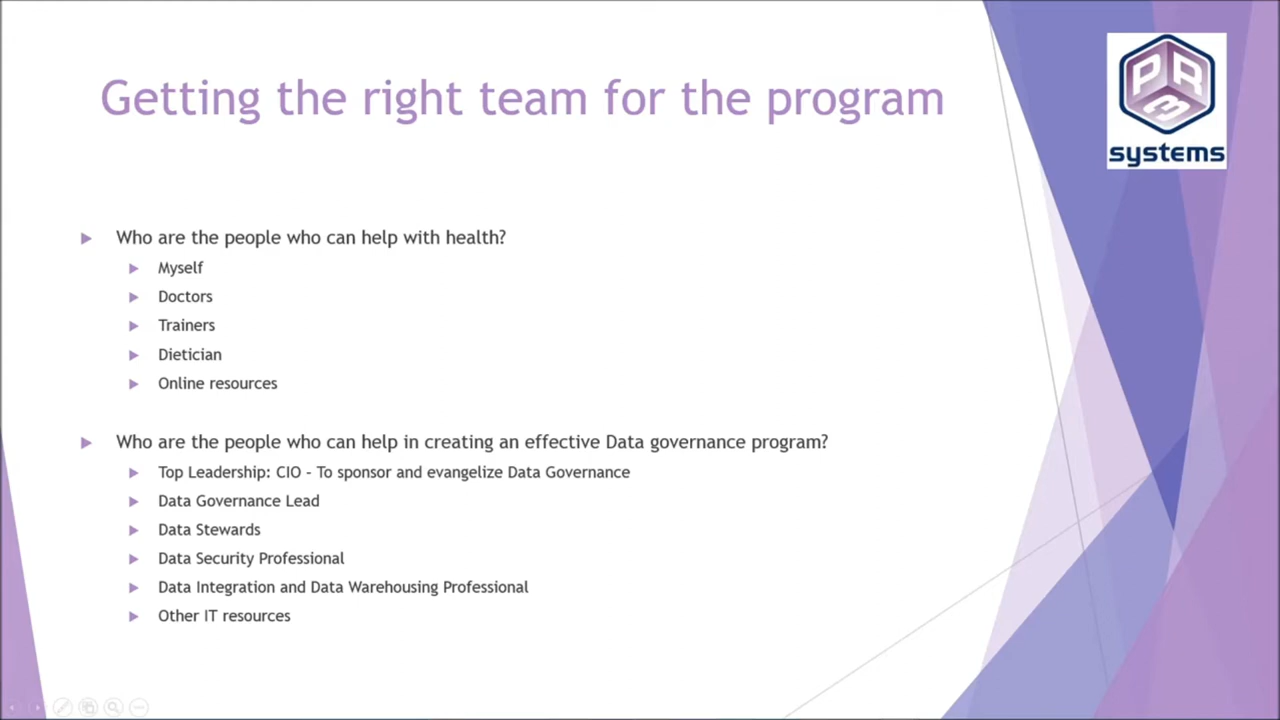 Getting the right team for the program
PR3
systems
Who are the people who can help with health?
Myself
Doctors
Trainers
Dietician
Online resources
Who are the people who can help in creating an effective Data governance program?
Top Leadership: CIO - To sponsor and evangelize Data Governance
Data Governance Lead
Data Stewards
Data Security Professional
Data Integration and Data Warehousing Professional
Other IT resources